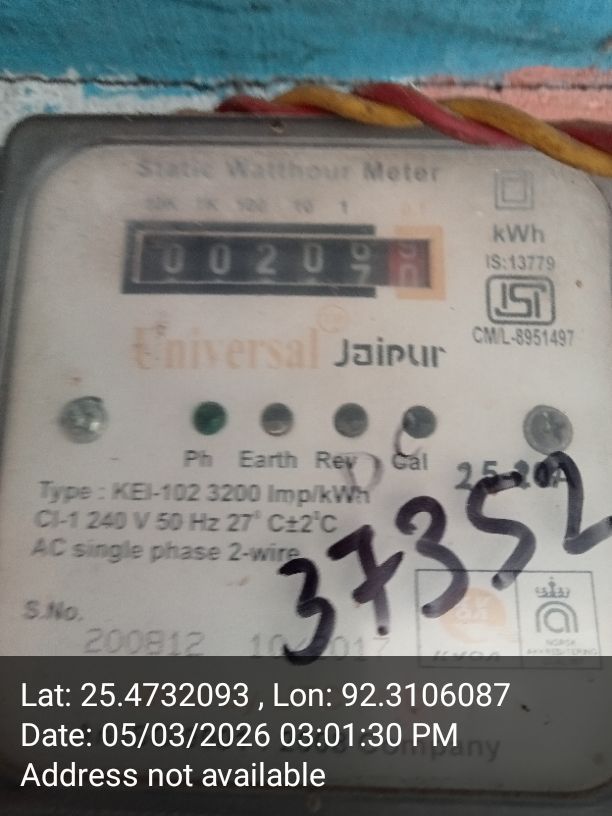 Static Watthour Meter
10K 1K 100 10 1 0.1
kWh
0 0 2 0
IS:13779
ISI
CM/L-8951497
Universal Jaipur
Ph Earth Rev Cal
Type : KEI-102 3200 Imp/kWh
Cl-1 240 V 50 Hz 27°C±2°C
AC single phase 2-wire
37352
S.No.
200812
Lat: 25.4732093 , Lon: 92.3106087
Date: 05/03/2026 03:01:30 PM
Company
Address not available